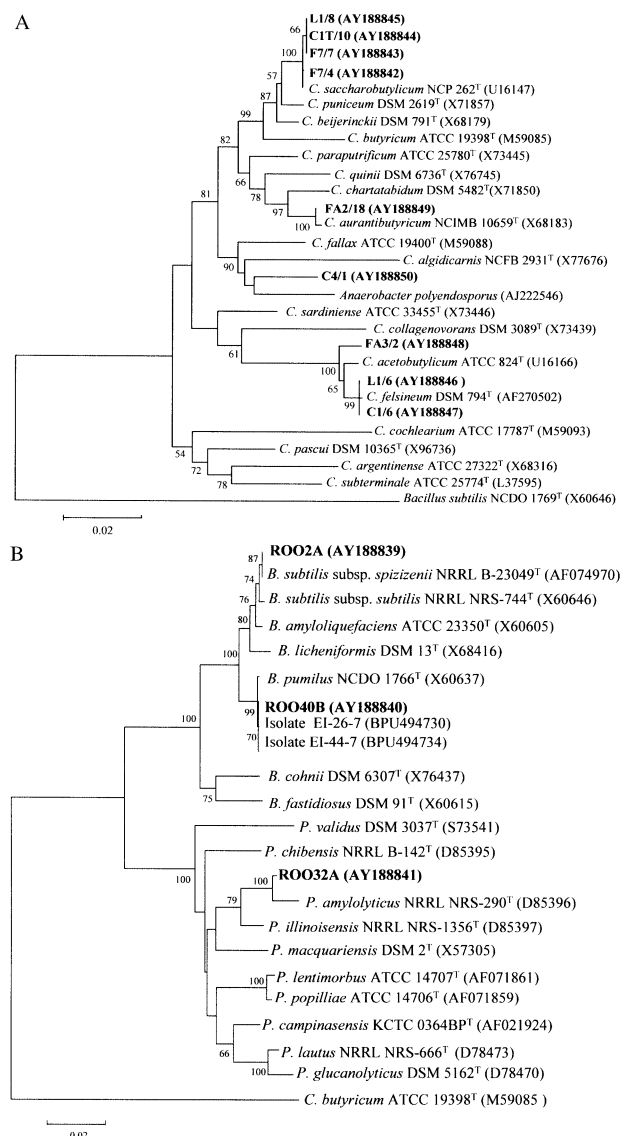 A
L1/8 (AY188845)
66
C1T/10 (AY188844)
100
F7/7 (AY188843)
F7/4 (AY188842)
57
C. saccharobutylicum NCP 262ᵀ (U16147)
87
C. puniceum DSM 2619ᵀ (X71857)
99
C. beijerinckii DSM 791ᵀ (X68179)
C. butyricum ATCC 19398ᵀ (M59085)
82
C. paraputrificum ATCC 25780ᵀ (X73445)
66
C. quinii DSM 6736ᵀ (X76745)
78
C. chartatabidum DSM 5482ᵀ(X71850)
81
97
FA2/18 (AY188849)
100
C. aurantibutyricum NCIMB 10659ᵀ (X68183)
C. fallax ATCC 19400ᵀ (M59088)
90
C. algidicarnis NCFB 2931ᵀ (X77676)
C4/1 (AY188850)
Anaerobacter polyendosporus (AJ222546)
C. sardiniense ATCC 33455ᵀ (X73446)
C. collagenovorans DSM 3089ᵀ (X73439)
61
FA3/2 (AY188848)
100
C. acetobutylicum ATCC 824ᵀ (U16166)
65
L1/6 (AY188846 )
C. felsineum DSM 794ᵀ (AF270502)
99
C1/6 (AY188847)
C. cochlearium ATCC 17787ᵀ (M59093)
54
C. pascui DSM 10365ᵀ (X96736)
72
C. argentinense ATCC 27322ᵀ (X68316)
78
C. subterminale ATCC 25774ᵀ (L37595)
Bacillus subtilis NCDO 1769ᵀ (X60646)
0.02
B
ROO2A (AY188839)
87
B. subtilis subsp. spizizenii NRRL B-23049ᵀ (AF074970)
74
B. subtilis subsp. subtilis NRRL NRS-744ᵀ (X60646)
76
B. amyloliquefaciens ATCC 23350ᵀ (X60605)
80
B. licheniformis DSM 13ᵀ (X68416)
100
B. pumilus NCDO 1766ᵀ (X60637)
99
ROO40B (AY188840)
Isolate EI-26-7 (BPU494730)
100
70
Isolate EI-44-7 (BPU494734)
B. cohnii DSM 6307ᵀ (X76437)
75
B. fastidiosus DSM 91ᵀ (X60615)
P. validus DSM 3037ᵀ (S73541)
P. chibensis NRRL B-142ᵀ (D85395)
100
ROO32A (AY188841)
100
79
P. amylolyticus NRRL NRS-290ᵀ (D85396)
P. illinoisensis NRRL NRS-1356ᵀ (D85397)
P. macquariensis DSM 2ᵀ (X57305)
P. lentimorbus ATCC 14707ᵀ (AF071861)
100
P. popilliae ATCC 14706ᵀ (AF071859)
P. campinasensis KCTC 0364BPᵀ (AF021924)
66
P. lautus NRRL NRS-666ᵀ (D78473)
100
P. glucanolyticus DSM 5162ᵀ (D78470)
C. butyricum ATCC 19398ᵀ (M59085 )
0.02